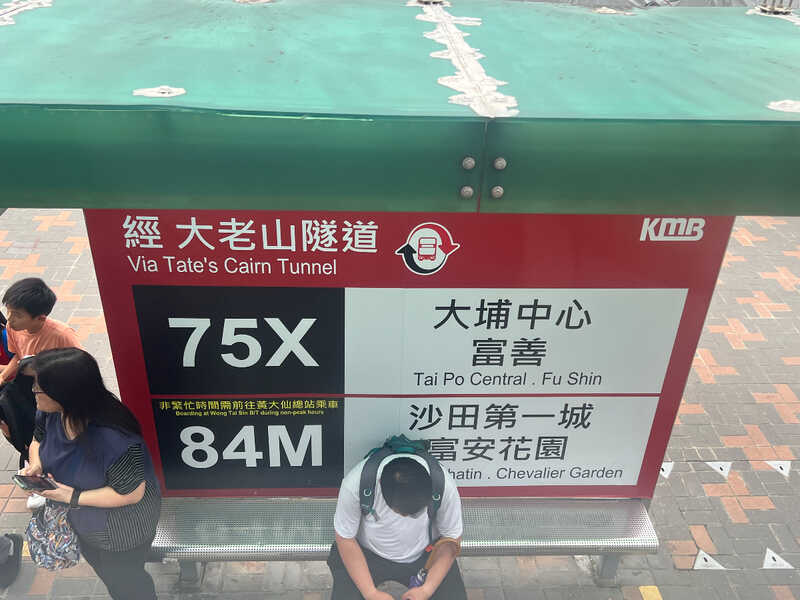 經 大老山隧道
Via Tate's Cairn Tunnel
KMB
75X
大埔中心
富善
Tai Po Central . Fu Shin
非繁忙時間需前往黃大仙總站乘車
Boarding at Wong Tai Sin B/T during non-peak hours
84M
沙田第一城
富安花園
hatin . Chevalier Garden